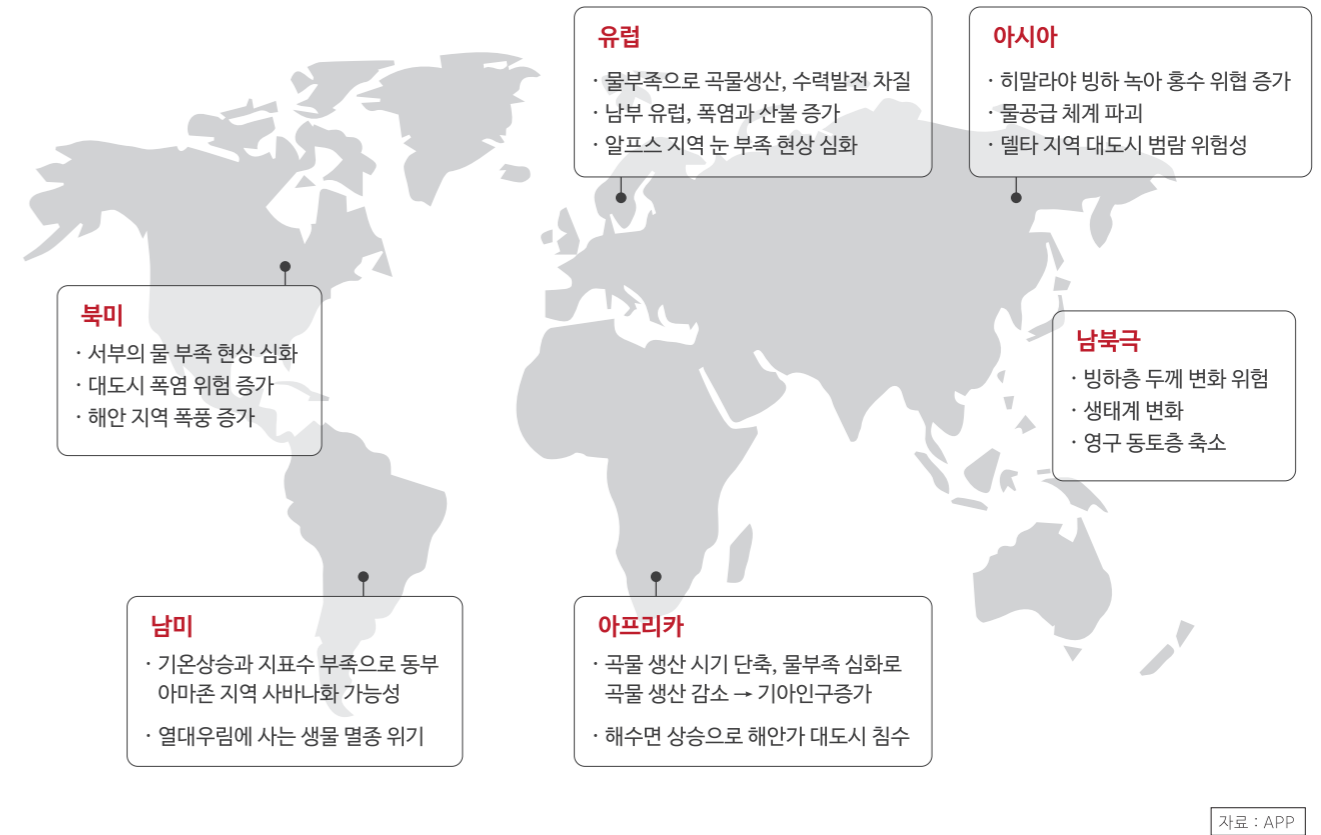 유럽
· 물부족으로 곡물생산, 수력발전 차질
· 남부 유럽, 폭염과 산불 증가
· 알프스 지역 눈 부족 현상 심화
아시아
· 히말라야 빙하 녹아 홍수 위협 증가
· 물공급 체계 파괴
· 델타 지역 대도시 범람 위험성
북미
· 서부의 물 부족 현상 심화
· 대도시 폭염 위험 증가
· 해안 지역 폭풍 증가
남북극
· 빙하층 두께 변화 위험
· 생태계 변화
· 영구 동토층 축소
남미
· 기온상승과 지표수 부족으로 동부
아마존 지역 사바나화 가능성
· 열대우림에 사는 생물 멸종 위기
아프리카
· 곡물 생산 시기 단축, 물부족 심화로
곡물 생산 감소 → 기아인구증가
· 해수면 상승으로 해안가 대도시 침수
자료 : APP